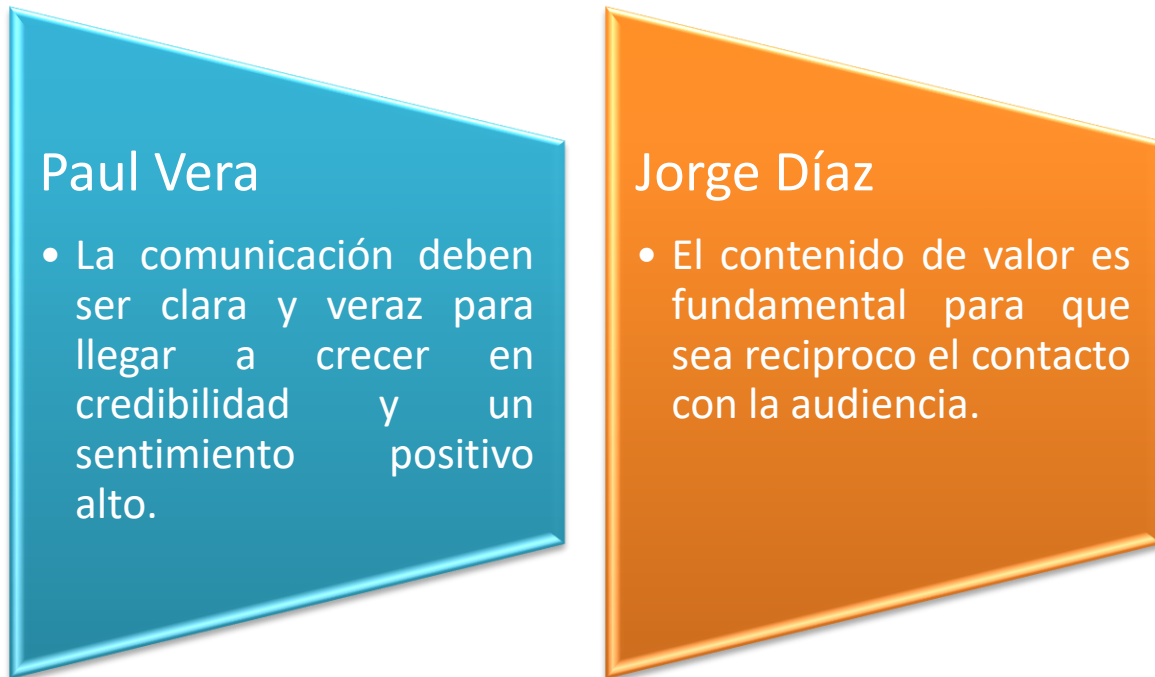 Paul Vera
• La comunicación deben
ser clara y veraz para
llegar a crecer en
credibilidad y un
sentimiento positivo
alto.
Jorge Díaz
• El contenido de valor es
fundamental para que
sea reciproco el contacto
con la audiencia.